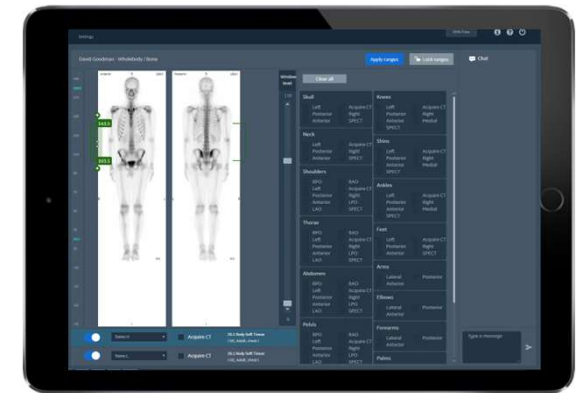 David Goodman - Wholebody / Bone
Apply ranges
Lock ranges
Chat
Window
level
Clear all
Skull
Left
Acquire CT
Posterior
Right
Anterior
SPECT
Neck
Left
Acquire CT
Posterior
Right
Anterior
SPECT
Shoulders
RPO
RAO
Left
Acquire CT
Posterior
Right
Anterior
LPO
LAO
SPECT
Thorax
RPO
RAO
Left
Acquire CT
Posterior
Right
Anterior
LPO
LAO
SPECT
Abdomen
RPO
RAO
Left
Acquire CT
Posterior
Right
Anterior
LPO
LAO
SPECT
Pelvis
RPO
RAO
Left
Acquire CT
Posterior
Right
Anterior
LPO
LAO
SPECT
Knees
Left
Acquire CT
Posterior
Right
Anterior
Medial
SPECT
Shins
Left
Acquire CT
Posterior
Right
Anterior
Medial
SPECT
Ankles
Left
Acquire CT
Posterior
Right
Anterior
Medial
SPECT
Feet
Left
Acquire CT
Posterior
Right
Anterior
SPECT
Arms
Lateral
Posterior
Anterior
Elbows
Lateral
Posterior
Anterior
Forearms
Lateral
Posterior
Anterior
Palms
Acquire CT
Acquire CT
Type a message